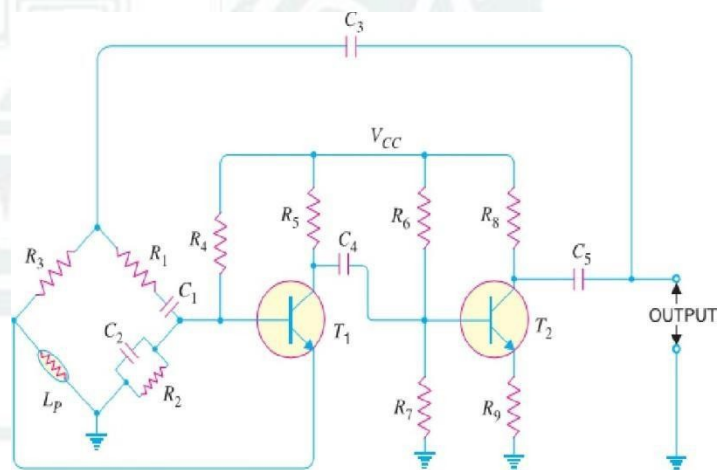 C3
VCC
R3
R1
R4
R5
C4
R6
R8
C5
C1
C2
T1
T2
OUTPUT
LP
R2
R7
R9